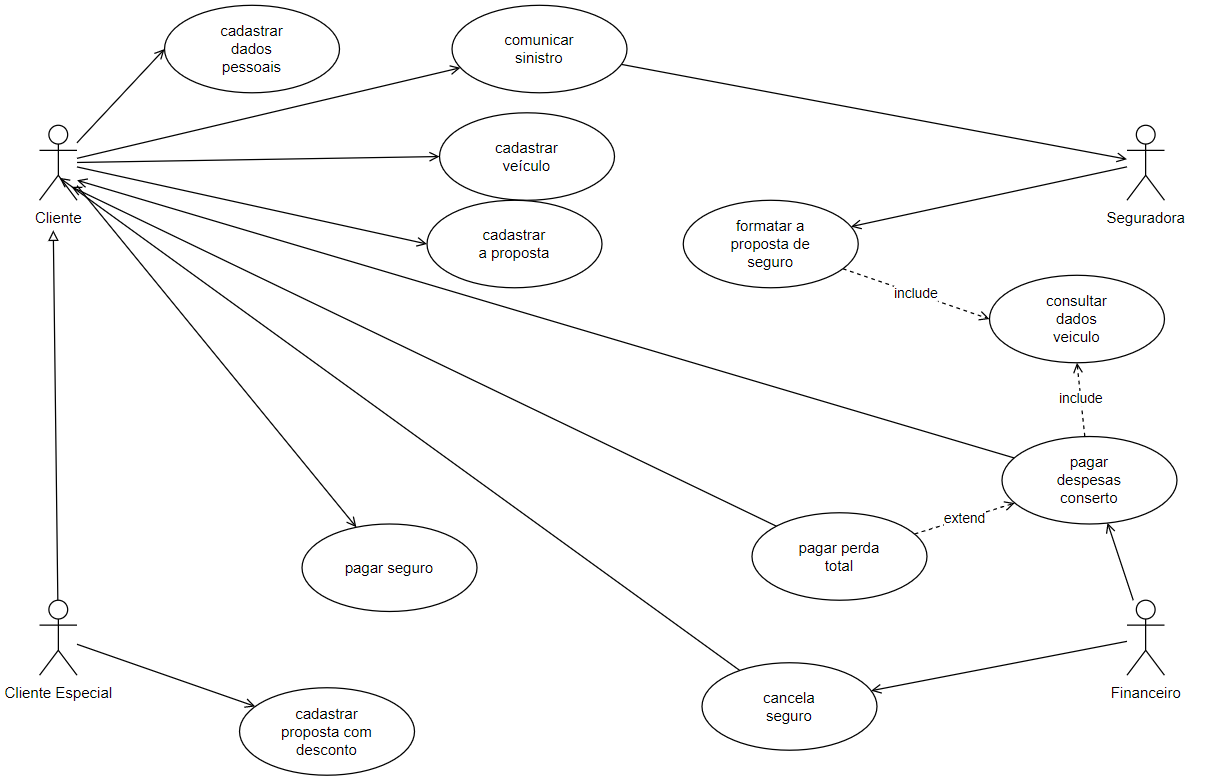 cadastrar
dados
pessoais
comunicar
sinistro
cadastrar
veículo
Cliente
Seguradora
cadastrar
a proposta
formatar a
proposta de
seguro
include
consultar
dados
veiculo
include
pagar
despesas
conserto
extend
pagar perda
total
pagar seguro
Cliente Especial
Financeiro
cancela
seguro
cadastrar
proposta com
desconto